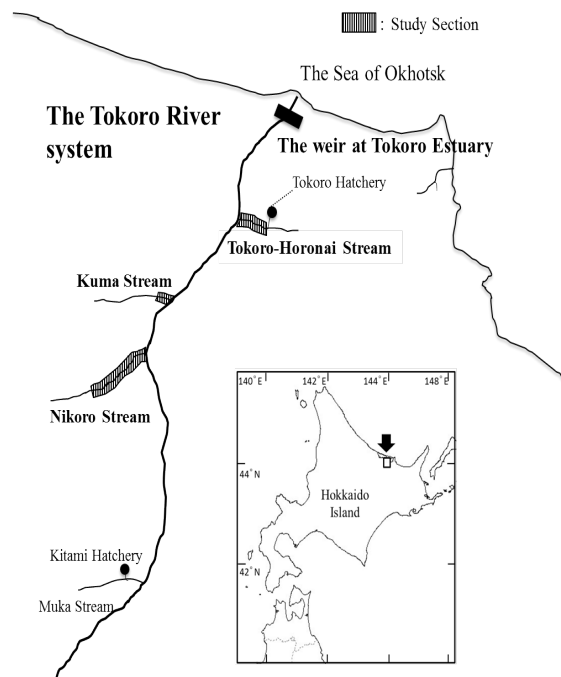 : Study Section
The Sea of Okhotsk
The Tokoro River
system
The weir at Tokoro Estuary
Tokoro Hatchery
Tokoro-Horonai Stream
Kuma Stream
Nikoro Stream
140°E 142°E 144°E 148°E
44°N
Hokkaido
Island
42°N
Kitami Hatchery
Muka Stream